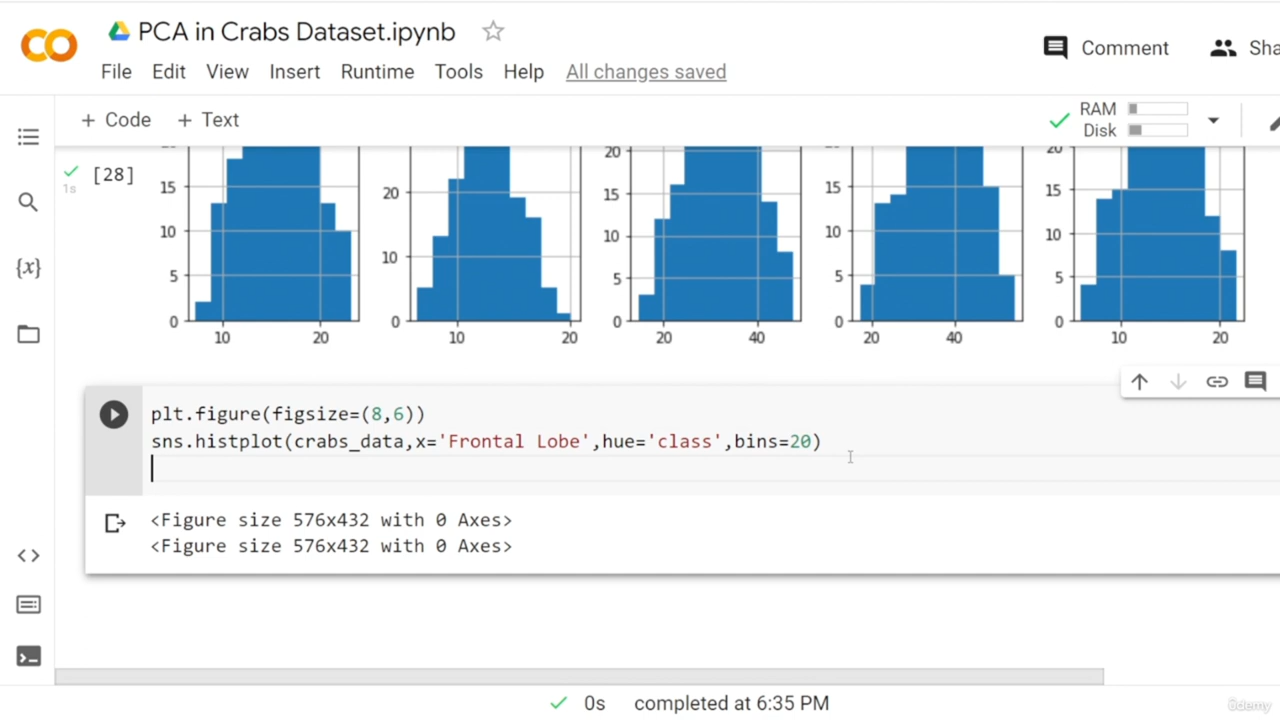 PCA in Crabs Dataset.ipynb
Comment
Sha
File Edit View Insert Runtime Tools Help All changes saved
+ Code + Text
RAM
Disk
[28]
1s
15
10
5
0
10
20
20
10
0
10
20
20
15
10
5
0
20
40
15
10
5
0
20
40
20
15
10
5
0
10
20
{x}
plt.figure(figsize=(8,6))
sns.histplot(crabs_data,x='Frontal Lobe',hue='class',bins=20)
<Figure size 576x432 with 0 Axes>
<Figure size 576x432 with 0 Axes>
0s completed at 6:35 PM
ûdemy